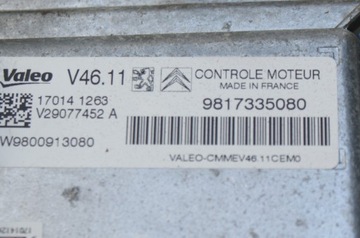 Valeo V46.11 CONTROLE MOTEUR
MADE IN FRANCE
17014 1263
V29077452 A
9817335080
W9800913080
VALEO-CMMEV46.11CEM0